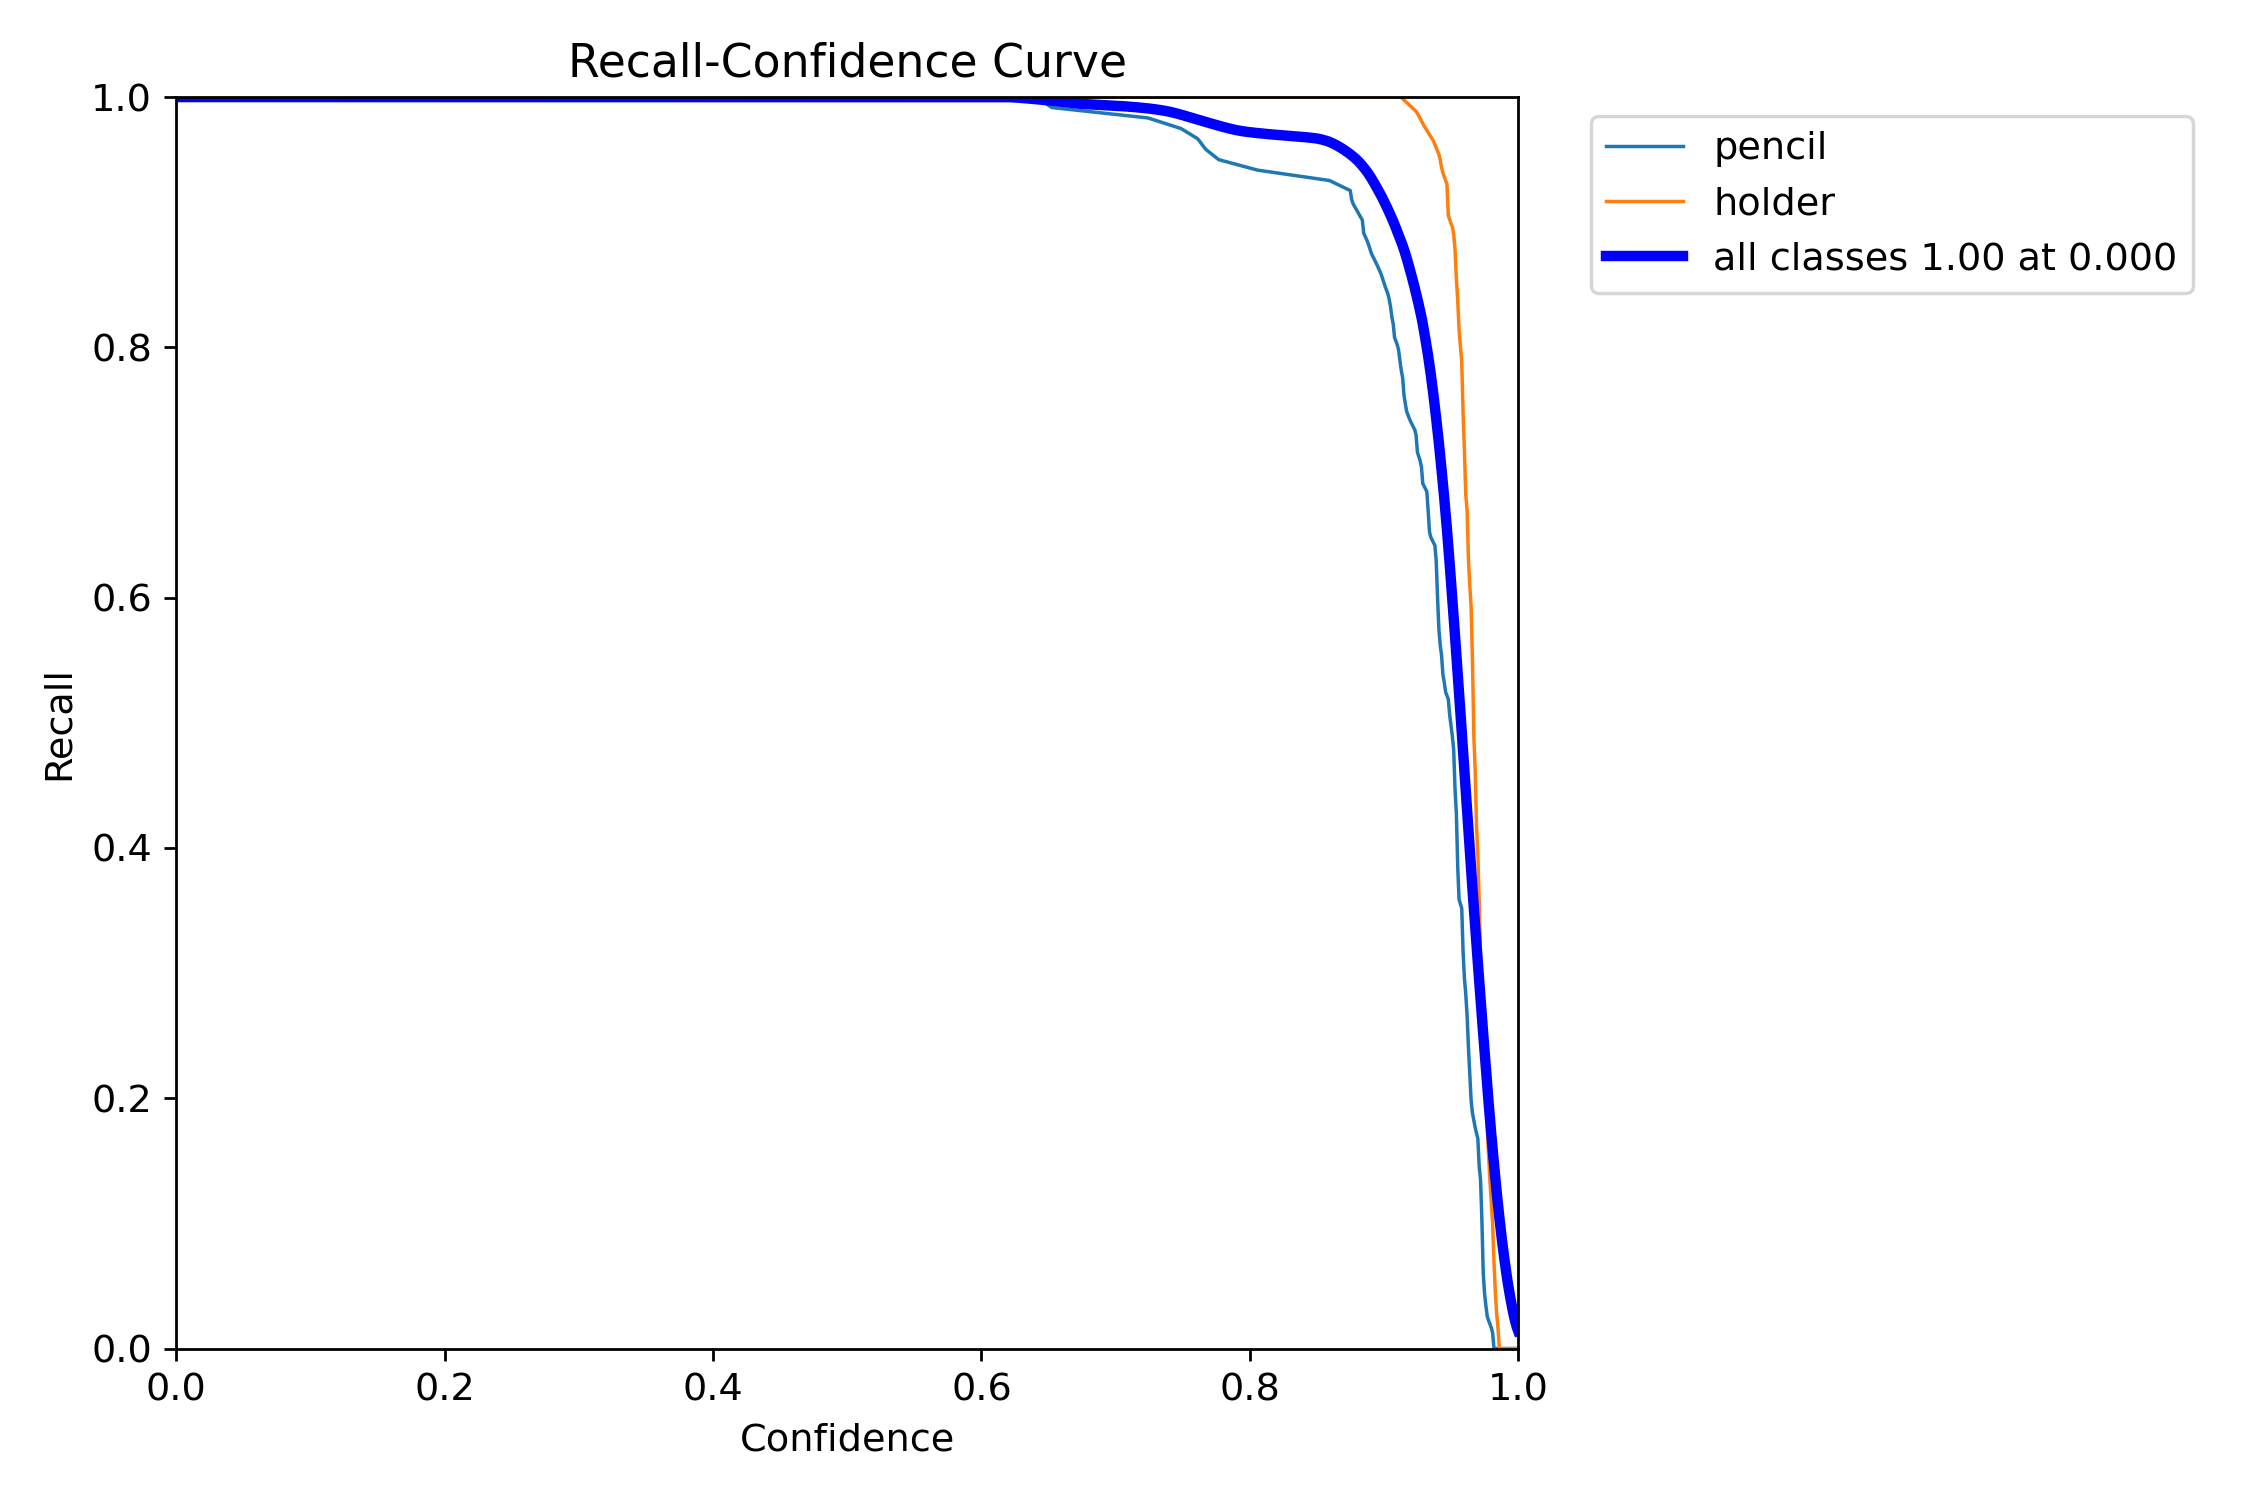 Recall-Confidence Curve
1.0
0.8
0.6
0.4
0.2
0.0
Recall
0.0 0.2 0.4 0.6 0.8 1.0
Confidence
pencil
holder
all classes 1.00 at 0.000